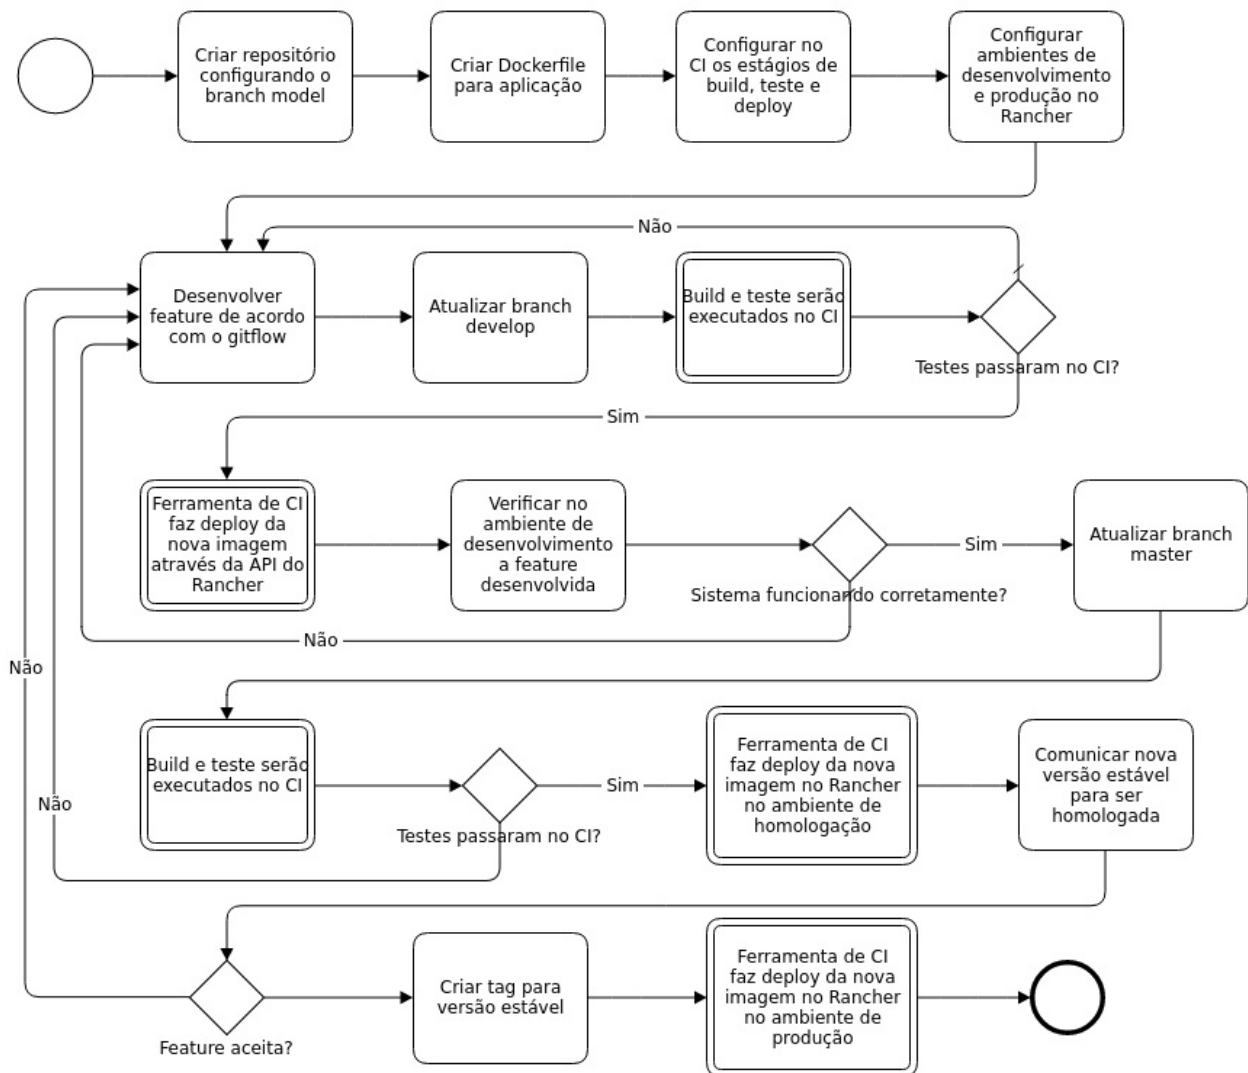 Criar repositório
configurando o
branch model
Criar Dockerfile
para aplicação
Configurar no
CI os estágios de
build, teste e
deploy
Configurar
ambientes de
desenvolvimento
e produção no
Rancher
Não
Desenvolver
feature de acordo
com o gitflow
Atualizar branch
develop
Build e teste serão
executados no CI
Testes passaram no CI?
Sim
Ferramenta de CI
faz deploy da
nova imagem
através da API do
Rancher
Verificar no
ambiente de
desenvolvimento
a feature
desenvolvida
Sistema funcionando corretamente?
Sim
Atualizar branch
master
Não
Não
Build e teste serão
executados no CI
Testes passaram no CI?
Sim
Ferramenta de CI
faz deploy da nova
imagem no Rancher
no ambiente de
homologação
Comunicar nova
versão estável
para ser
homologada
Não
Feature aceita?
Criar tag para
versão estável
Ferramenta de CI
faz deploy da nova
imagem no Rancher
no ambiente de
produção